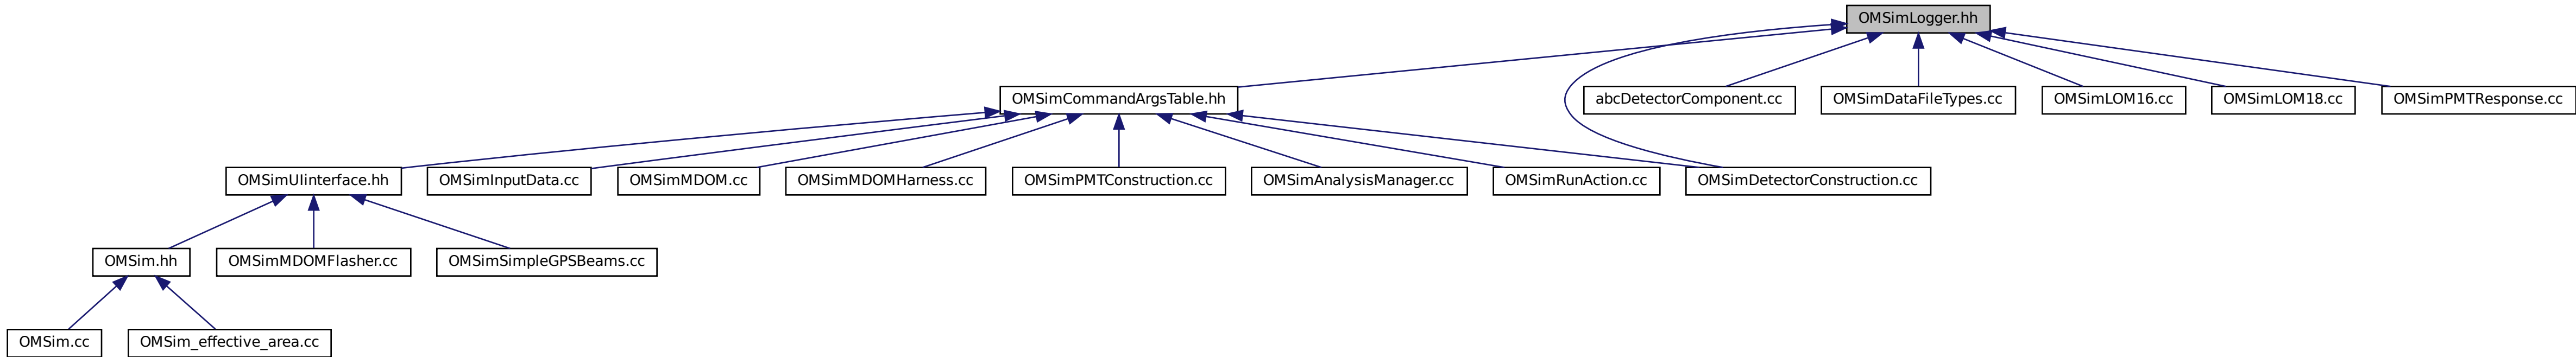 OMSimLogger.hh
OMSimCommandArgsTable.hh
abcDetectorComponent.cc
OMSimDataFileTypes.cc
OMSimLOM16.cc
OMSimLOM18.cc
OMSimPMTResponse.cc
OMSimUIinterface.hh
OMSimInputData.cc
OMSimMDOM.cc
OMSimMDOMHarness.cc
OMSimPMTConstruction.cc
OMSimAnalysisManager.cc
OMSimRunAction.cc
OMSimDetectorConstruction.cc
OMSim.hh
OMSimMDOMFlasher.cc
OMSimSimpleGPSBeams.cc
OMSim.cc
OMSim_effective_area.cc